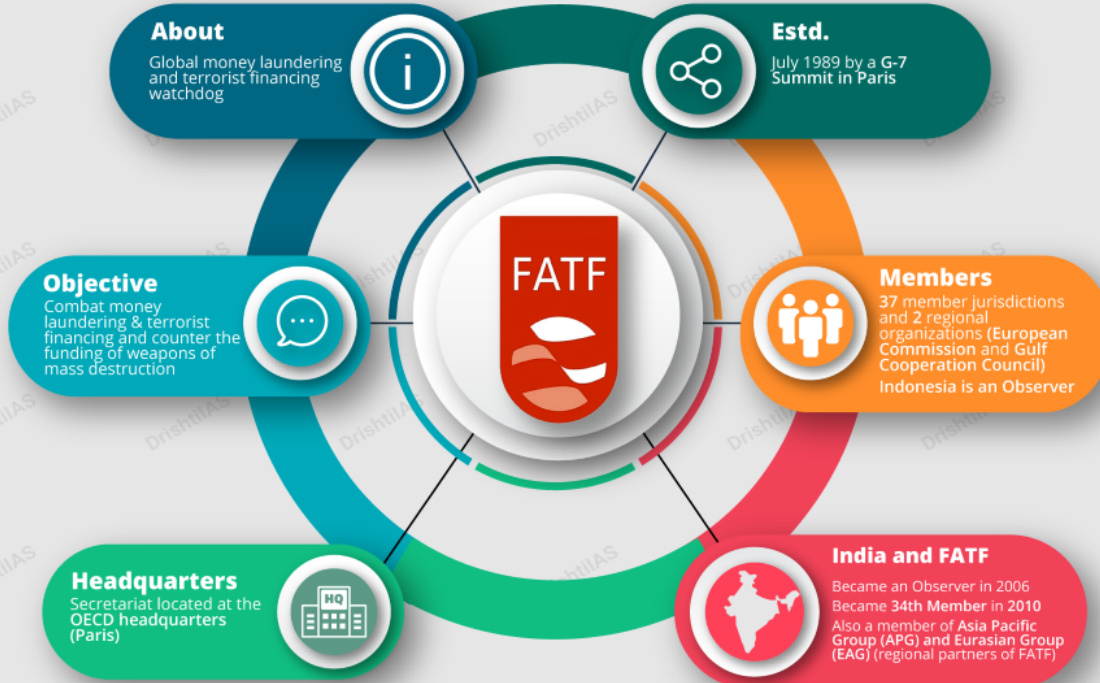 About
Global money laundering
and terrorist financing
watchdog
Estd.
July 1989 by a G-7
Summit in Paris
Objective
Combat money
laundering & terrorist
financing and counter the
funding of weapons of
mass destruction
FATF
Members
37 member jurisdictions
and 2 regional
organizations (European
Commission and Gulf
Cooperation Council)
Indonesia is an Observer
Headquarters
Secretariat located at the
OECD headquarters
(Paris)
HQ
India and FATF
Became an Observer in 2006
Became 34th Member in 2010
Also a member of Asia Pacific
Group (APG) and Eurasian Group
(EAG) (regional partners of FATF)
DrishtiIAS